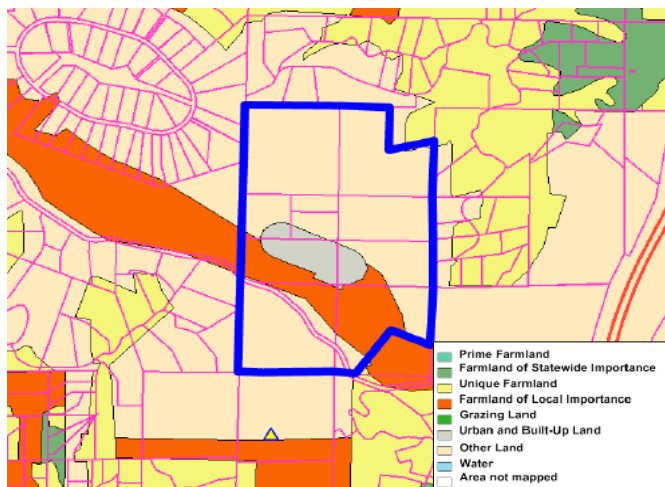 Prime Farmland
Farmland of Statewide Importance
Unique Farmland
Farmland of Local Importance
Grazing Land
Urban and Built-Up Land
Other Land
Water
Area not mapped